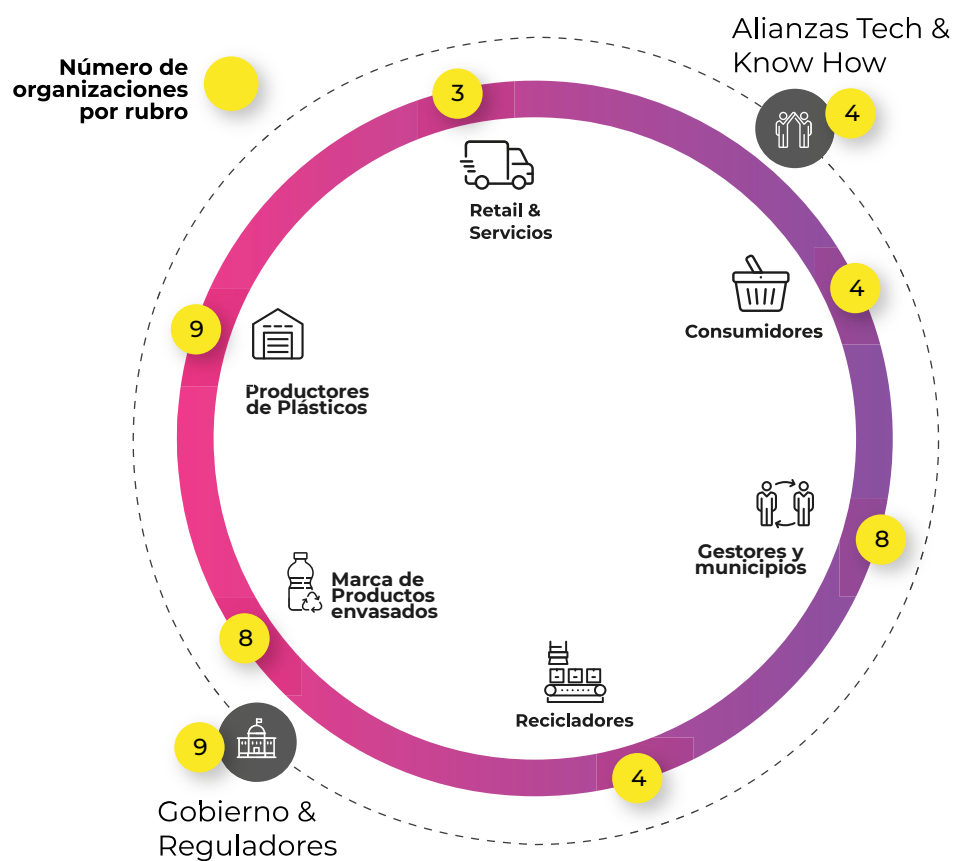 Número de
organizaciones
por rubro
Alianzas Tech &
Know How
4
3
Retail &
Servicios
4
Consumidores
9
Productores
de Plásticos
8
Gestores y
municipios
Marca de
Productos
envasados
8
Recicladores
4
9
Gobierno &
Reguladores